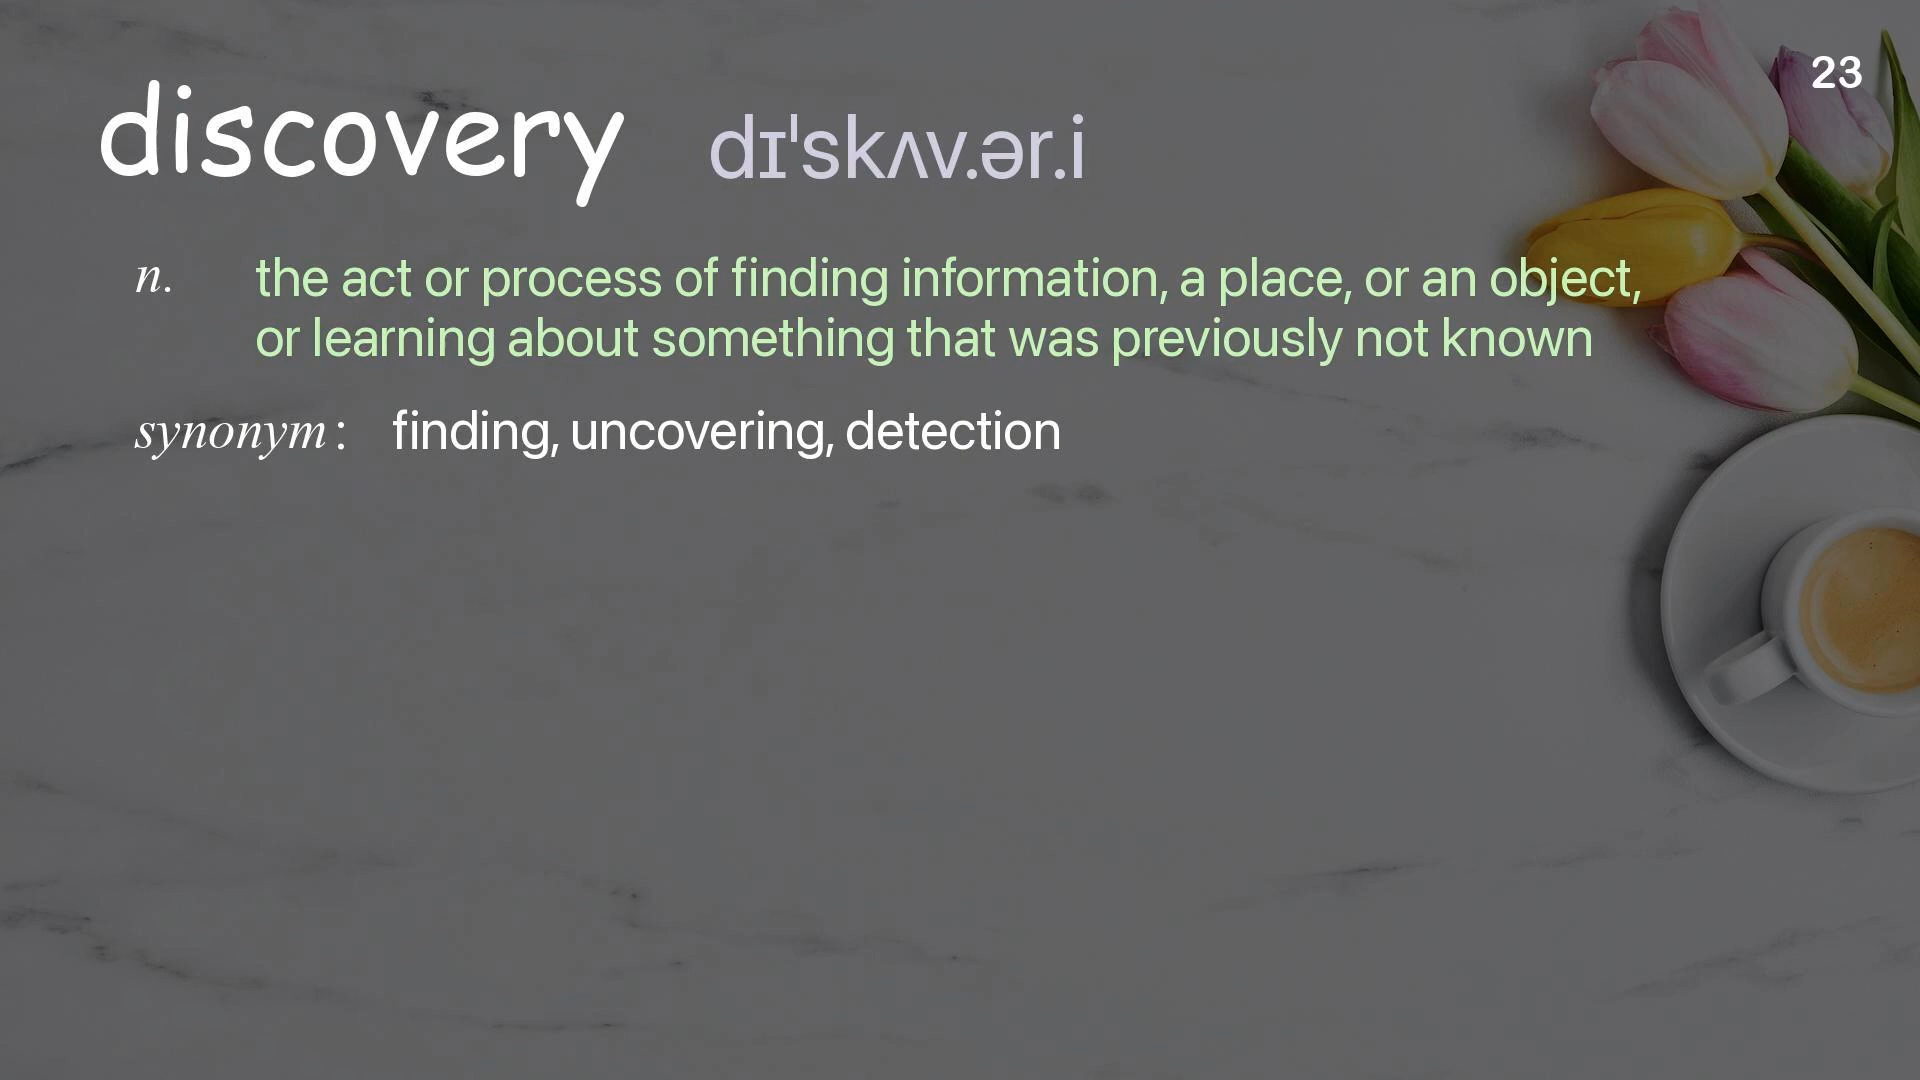 23
discovery dɪˈskʌv.ər.i
n. the act or process of finding information, a place, or an object,
or learning about something that was previously not known
synonym: finding, uncovering, detection